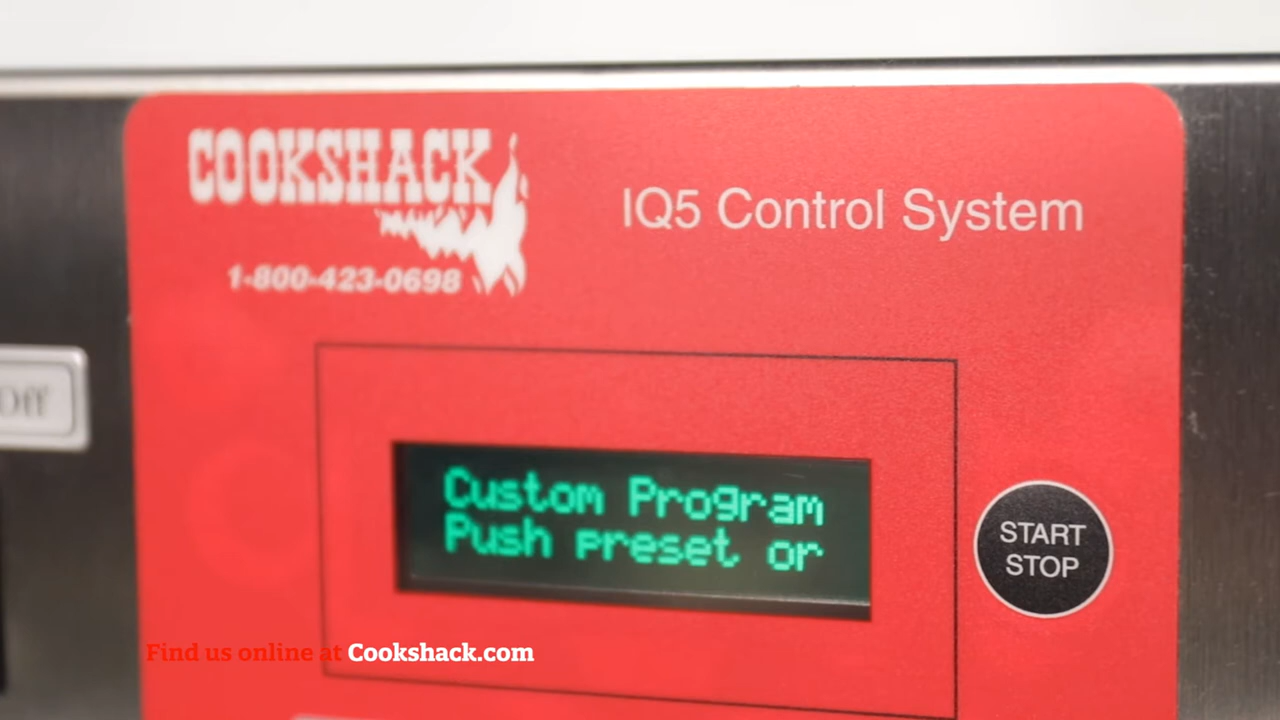 COOKSHACK
1-800-423-0698
IQ5 Control System
Off
Custom Program
Push preset or
START
STOP
Find us online at Cookshack.com